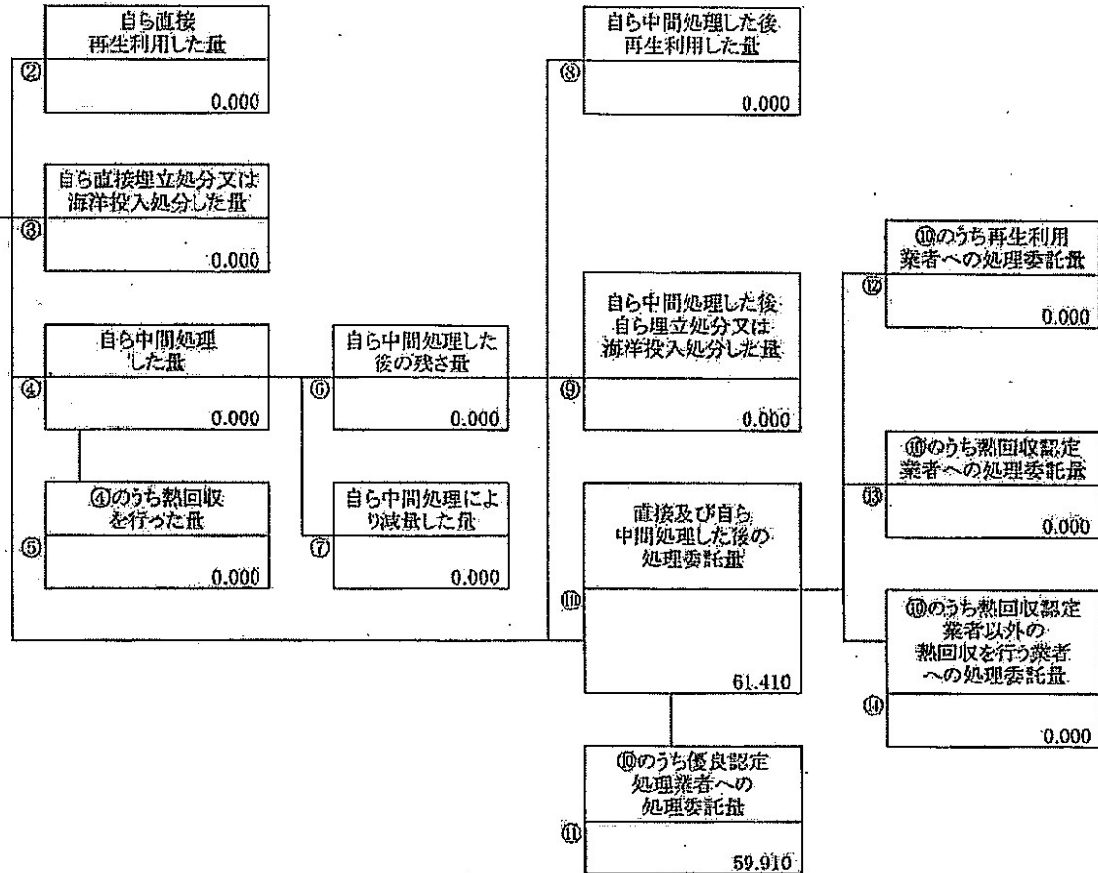 自ら直接
再生利用した量
②
0.000
自ら直接埋立処分又は
海洋投入処分した量
③
0.000
自ら中間処理
した量
④
0.000
④のうち熱回収
を行った量
⑤
0.000
自ら中間処理した
後の残さ量
⑥
0.000
自ら中間処理によ
り減量した量
⑦
0.000
自ら中間処理した後
再生利用した量
⑧
0.000
自ら中間処理した後
自ら埋立処分又は
海洋投入処分した量
⑨
0.000
直接及び自ら
中間処理した後の
処理委託量
⑩
61.410
⑩のうち優良認定
処理業者への
処理委託量
⑪
59.910
⑩のうち再生利用
業者への処理委託量
⑫
0.000
⑩のうち熱回収認定
業者への処理委託量
⑬
0.000
⑩のうち熱回収認定
業者以外の
熱回収を行う業者
への処理委託量
⑭
0.000